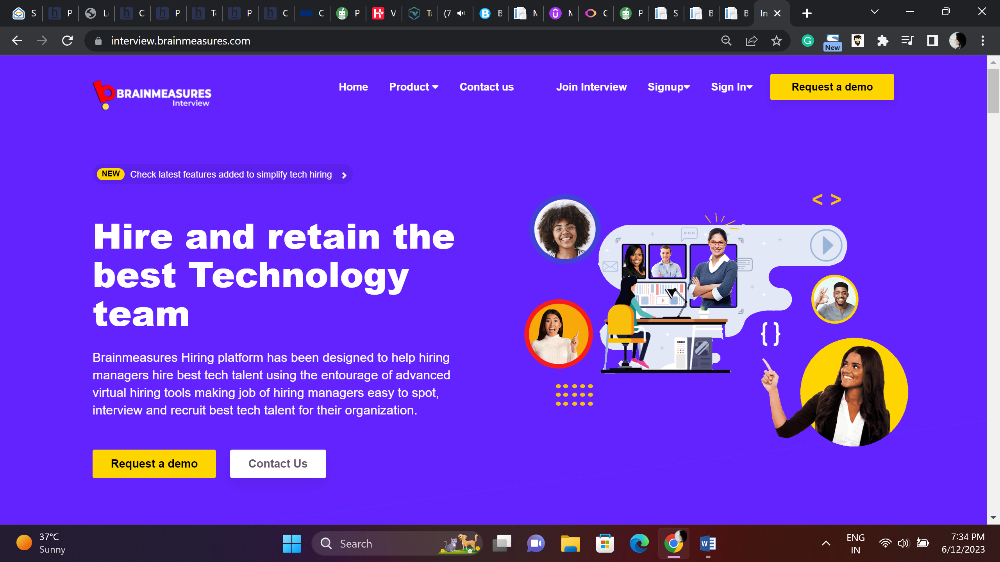 S
P
L
C
P
T
P
C
C
P
V
T
(7
B
M
M
C
P
S
B
B
In
interview.brainmeasures.com
New
BRAINMEASURES
Interview
Home
Product
Contact us
Join Interview
Signup
Sign In
Request a demo
NEW Check latest features added to simplify tech hiring
< >
Hire and retain the
best Technology
team
{ }
Brainmeasures Hiring platform has been designed to help hiring
managers hire best tech talent using the entourage of advanced
virtual hiring tools making job of hiring managers easy to spot,
interview and recruit best tech talent for their organization.
Request a demo
Contact Us
37°C
Sunny
Search
ENG
IN
7:34 PM
6/12/2023